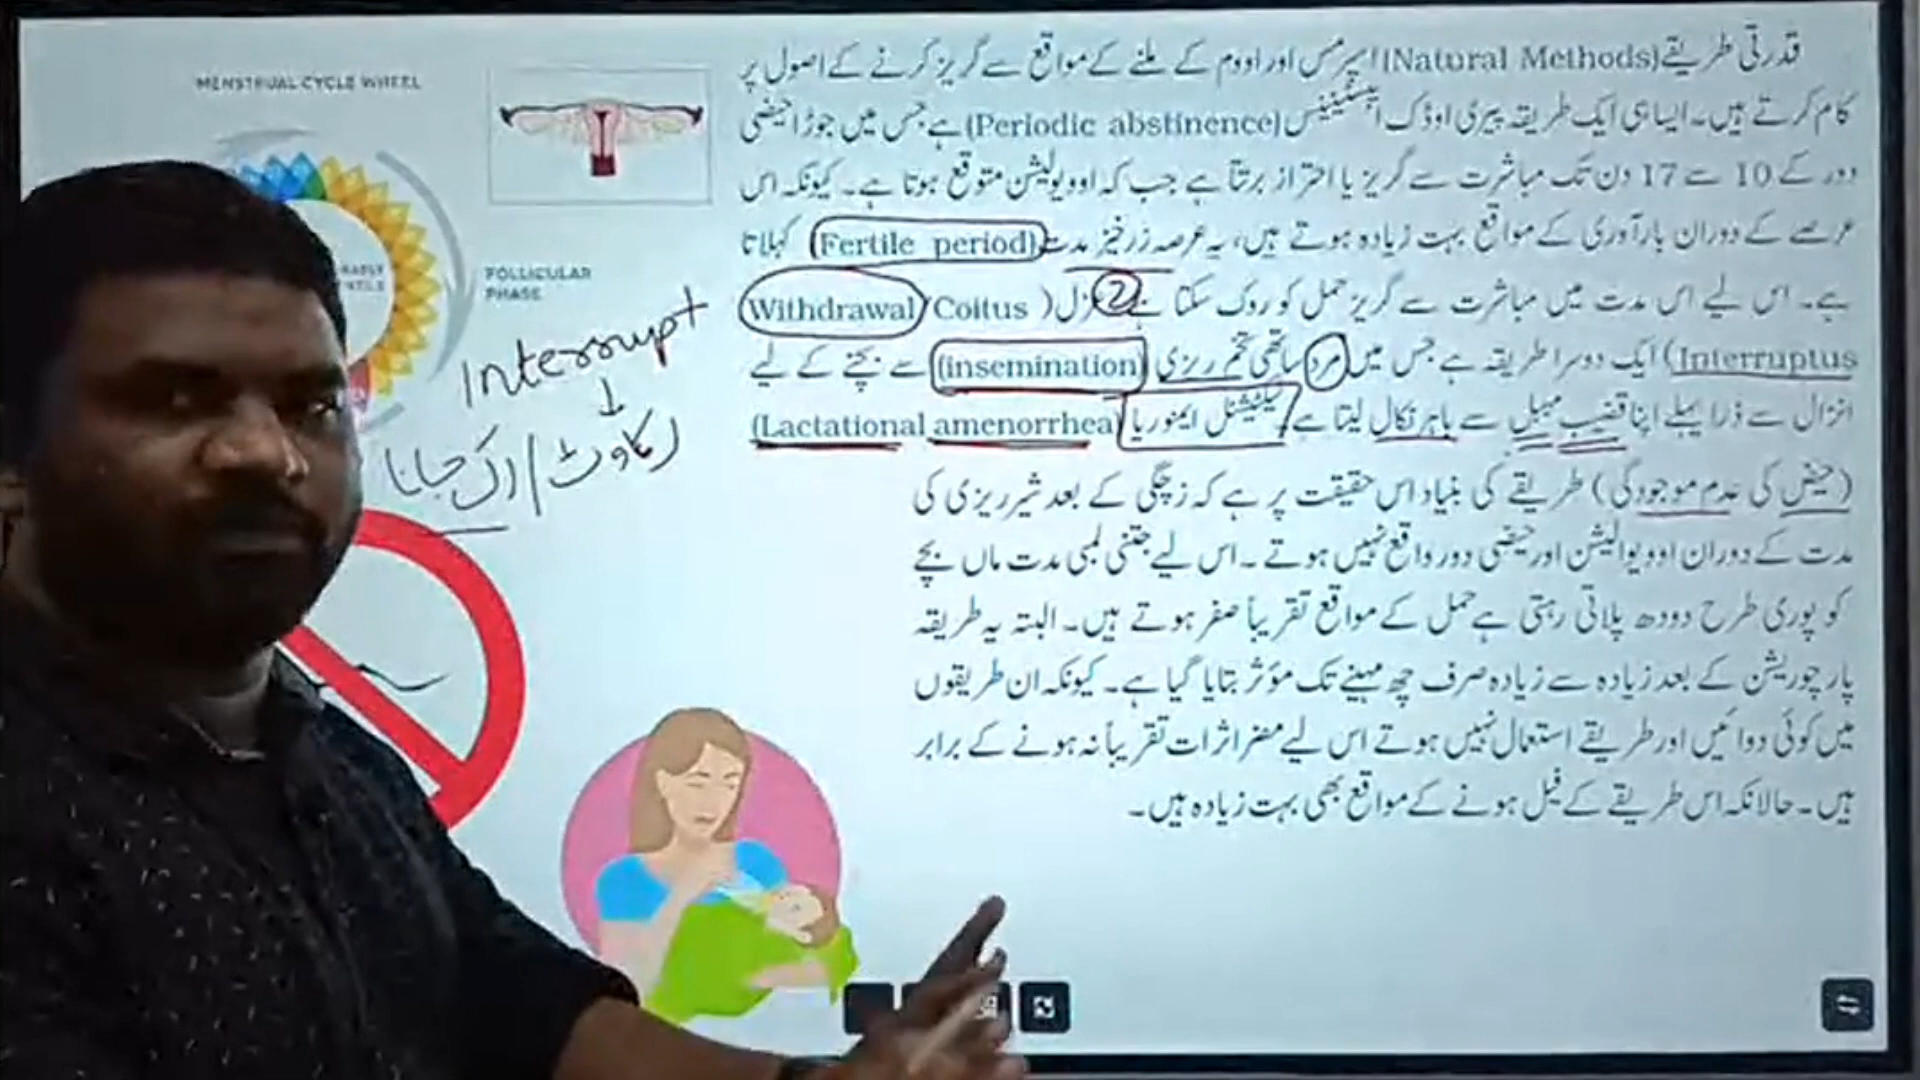 MENSTRUAL CYCLE WHEEL
FOLLICULAR
PHASE
Interrupt
↓
رکاوٹ / رک جانا
قدرتی طریقے (Natural Methods) اسپرمس اور اووم کے ملنے کے مواقع سے گریز کرنے کے اصول پر
کام کرتے ہیں۔ ایسا ہی ایک طریقہ پیری اوڈک ابسٹیننس (Periodic abstinence) ہے جس میں جوڑا حیضی
دور کے 10 سے 17 دن تک مباشرت سے گریز یا احتراز برتتا ہے جب کہ اوویولیشن متوقع ہوتا ہے۔ کیونکہ اس
عرصے کے دوران بارآوری کے مواقع بہت زیادہ ہوتے ہیں، یہ عرصہ زرخیز مدت (Fertile period) کہلاتا
ہے۔ اس لیے اس مدت میں مباشرت سے گریز حمل کو روک سکتا ہے۔ ② عزل (Withdrawal/Coitus
Interruptus) ایک دوسرا طریقہ ہے جس میں مرد ساتھی تخم ریزی (insemination) سے بچنے کے لیے
انزال سے ذرا پہلے اپنا قضیب مہبل سے باہر نکال لیتا ہے۔ لیکٹیشنل ایمنوریا (Lactational amenorrhea)
(حیض کی عدم موجودگی) طریقے کی بنیاد اس حقیقت پر ہے کہ زچگی کے بعد شیر ریزی کی
مدت کے دوران اوویولیشن اور حیضی دور واقع نہیں ہوتے۔ اس لیے جتنی لمبی مدت ماں بچے
کو پوری طرح دودھ پلاتی رہتی ہے حمل کے مواقع تقریباً صفر ہوتے ہیں۔ البتہ یہ طریقہ
پارچوریشن کے بعد زیادہ سے زیادہ صرف چھ مہینے تک مؤثر بتایا گیا ہے۔ کیونکہ ان طریقوں
میں کوئی دوائیں اور طریقے استعمال نہیں ہوتے اس لیے مضر اثرات تقریباً نہ ہونے کے برابر
ہیں۔ حالانکہ اس طریقے کے فیل ہونے کے مواقع بھی بہت زیادہ ہیں۔